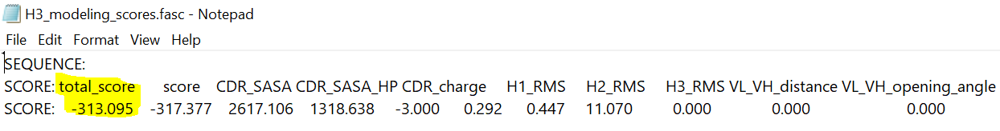 H3_modeling_scores.fasc - Notepad
File Edit Format View Help
SEQUENCE:
SCORE: total_score score CDR_SASA CDR_SASA_HP CDR_charge H1_RMS H2_RMS H3_RMS VL_VH_distance VL_VH_opening_angle
SCORE: -313.095 -317.377 2617.106 1318.638 -3.000 0.292 0.447 11.070 0.000 0.000 0.000